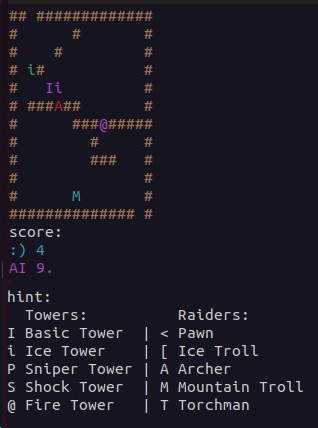 ## #############
#      #       #
#    #         #
# i#           #
#   Ii         #
# ###A##       #
#      ###@#####
#        #     #
#        ###   #
#              #
#      M       #
############## #
score:
:) 4
AI 9.
hint:
  Towers:          Raiders:
I Basic Tower  | < Pawn
i Ice Tower    | [ Ice Troll
P Sniper Tower | A Archer
S Shock Tower  | M Mountain Troll
@ Fire Tower   | T Torchman